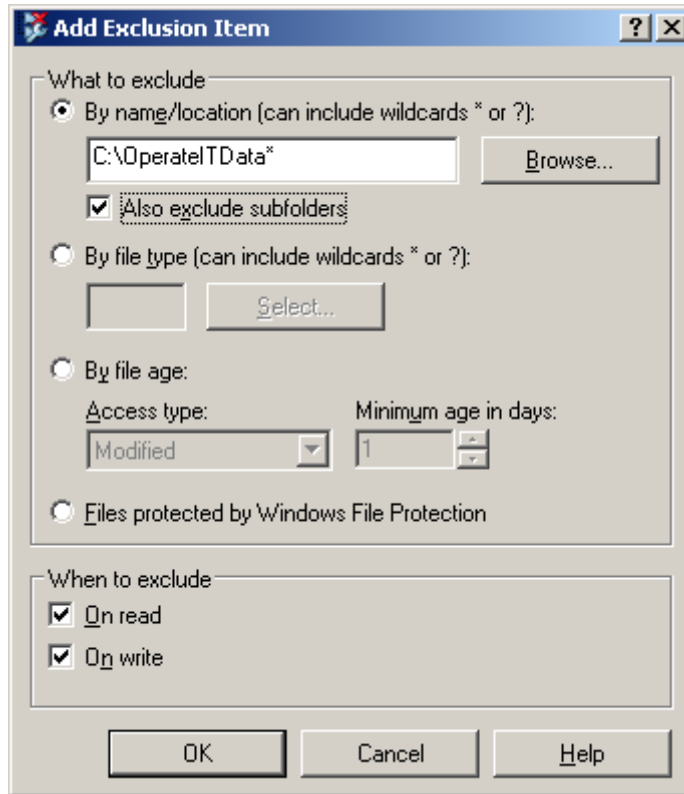 Add Exclusion Item
What to exclude
By name/location (can include wildcards * or ?):
C:\OperateITData*
Browse...
Also exclude subfolders
By file type (can include wildcards * or ?):
Select...
By file age:
Access type:
Minimum age in days:
Modified
1
Files protected by Windows File Protection
When to exclude
On read
On write
OK
Cancel
Help